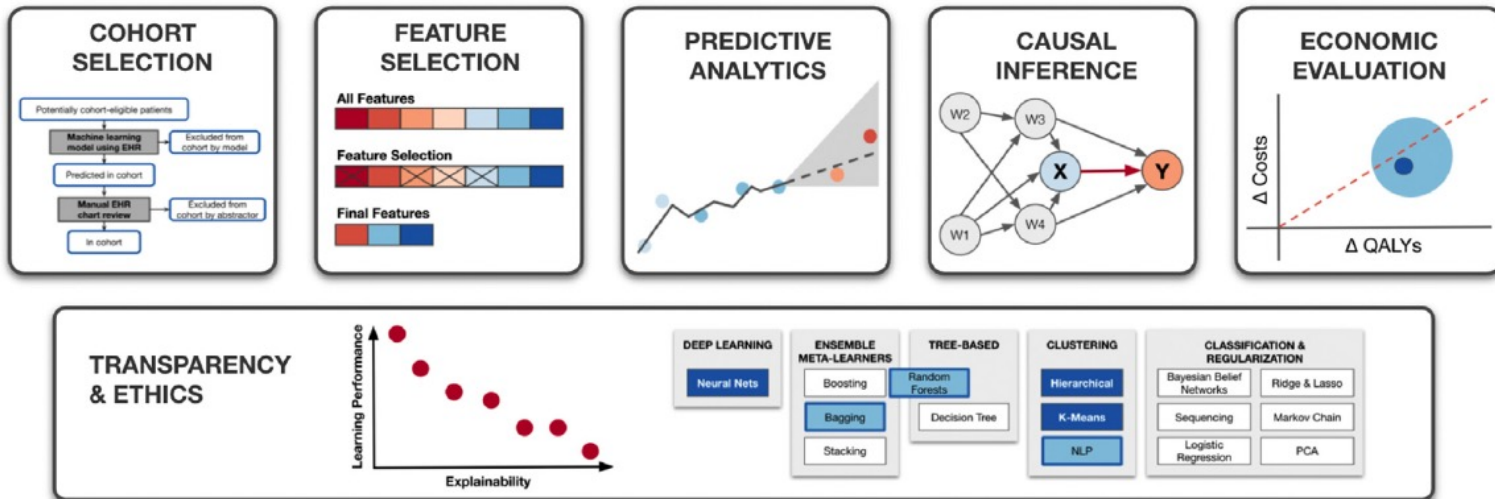 COHORT
SELECTION
Potentially cohort-eligible patients
Machine learning
model using EHR
Excluded from
cohort by model
Predicted in cohort
Manual EHR
chart review
Excluded from
cohort by abstractor
In cohort
FEATURE
SELECTION
All Features
Feature Selection
Final Features
PREDICTIVE
ANALYTICS
CAUSAL
INFERENCE
W2
W3
X
Y
W1
W4
ECONOMIC
EVALUATION
Δ Costs
Δ QALYs
TRANSPARENCY
& ETHICS
Learning Performance
Explainability
DEEP LEARNING
Neural Nets
ENSEMBLE
META-LEARNERS
Boosting
Bagging
Stacking
TREE-BASED
Random
Forests
Decision Tree
CLUSTERING
Hierarchical
K-Means
NLP
CLASSIFICATION &
REGULARIZATION
Bayesian Belief
Networks
Ridge & Lasso
Sequencing
Markov Chain
Logistic
Regression
PCA